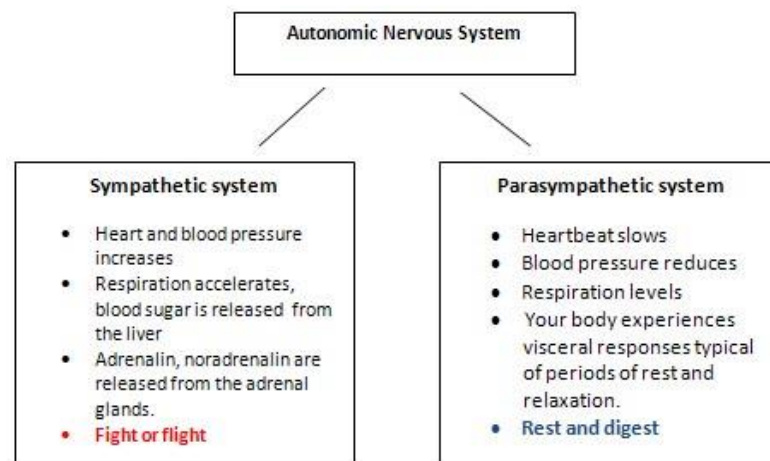 Autonomic Nervous System
Sympathetic system
• Heart and blood pressure
increases
• Respiration accelerates,
blood sugar is released from
the liver
• Adrenalin, noradrenalin are
released from the adrenal
glands.
• Fight or flight
Parasympathetic system
• Heartbeat slows
• Blood pressure reduces
• Respiration levels
• Your body experiences
visceral responses typical
of periods of rest and
relaxation.
• Rest and digest